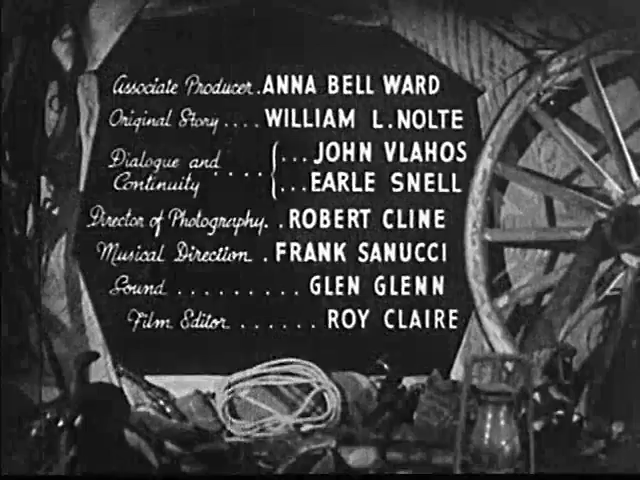 Associate Producer.ANNA BELL WARD
Original Story....WILLIAM L.NOLTE
Dialogue and Continuity....{...JOHN VLAHOS
...EARLE SNELL
Director of Photography...ROBERT CLINE
Musical Direction.FRANK SANUCCI
Sound.........GLEN GLENN
Film Editor......ROY CLAIRE